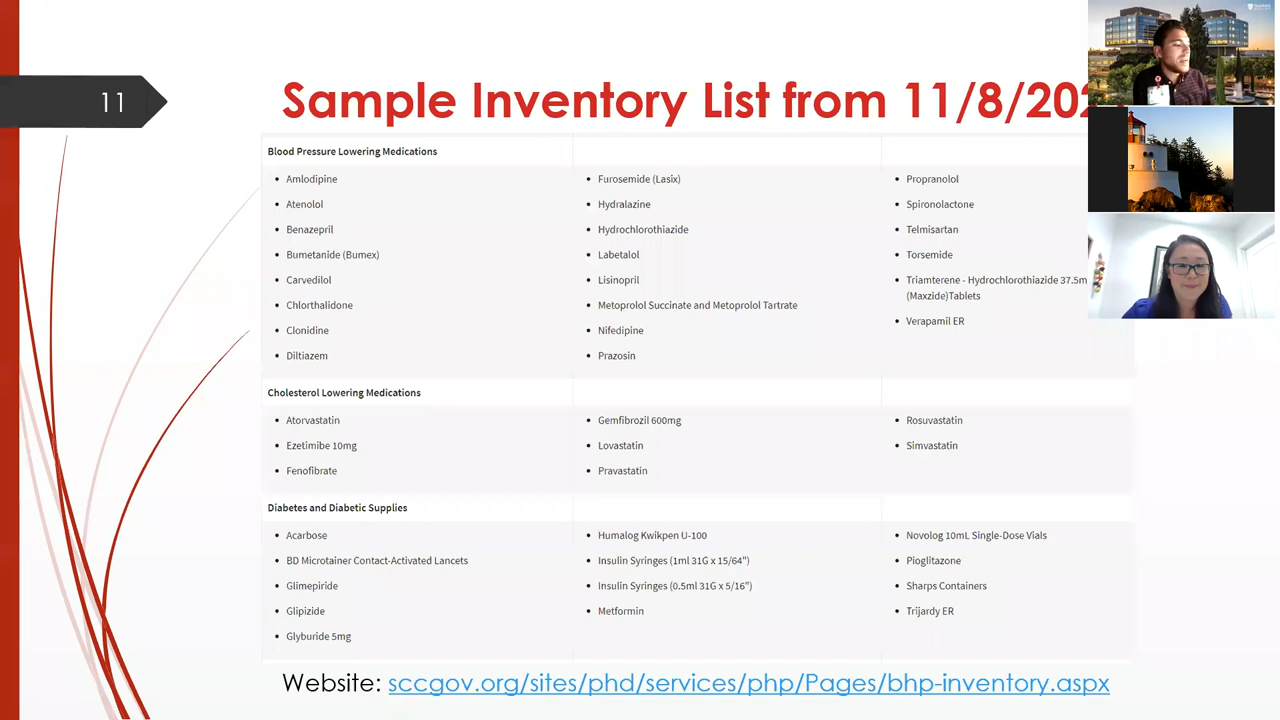 11
Sample Inventory List from 11/8/202
Blood Pressure Lowering Medications
Amlodipine
Atenolol
Benazepril
Bumetanide (Bumex)
Carvedilol
Chlorthalidone
Clonidine
Diltiazem
Furosemide (Lasix)
Hydralazine
Hydrochlorothiazide
Labetalol
Lisinopril
Metoprolol Succinate and Metoprolol Tartrate
Nifedipine
Prazosin
Propranolol
Spironolactone
Telmisartan
Torsemide
Triamterene - Hydrochlorothiazide 37.5m
(Maxzide)Tablets
Verapamil ER
Cholesterol Lowering Medications
Atorvastatin
Ezetimibe 10mg
Fenofibrate
Gemfibrozil 600mg
Lovastatin
Pravastatin
Rosuvastatin
Simvastatin
Diabetes and Diabetic Supplies
Acarbose
BD Microtainer Contact-Activated Lancets
Glimepiride
Glipizide
Glyburide 5mg
Humalog Kwikpen U-100
Insulin Syringes (1ml 31G x 15/64")
Insulin Syringes (0.5ml 31G x 5/16")
Metformin
Novolog 10mL Single-Dose Vials
Pioglitazone
Sharps Containers
Trijardy ER
Website: sccgov.org/sites/phd/services/php/Pages/bhp-inventory.aspx